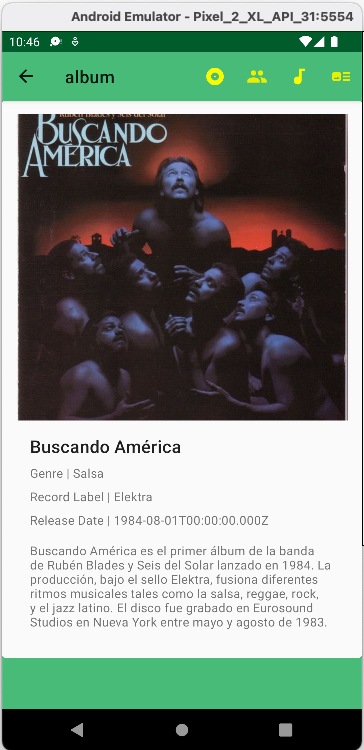 Android Emulator - Pixel_2_XL_API_31:5554
10:46
album
Rubén Blades y Seis del Solar
BUSCANDO
AMÉRICA
Buscando América
Genre | Salsa
Record Label | Elektra
Release Date | 1984-08-01T00:00:00.000Z
Buscando América es el primer álbum de la banda
de Rubén Blades y Seis del Solar lanzado en 1984. La
producción, bajo el sello Elektra, fusiona diferentes
ritmos musicales tales como la salsa, reggae, rock,
y el jazz latino. El disco fue grabado en Eurosound
Studios en Nueva York entre mayo y agosto de 1983.